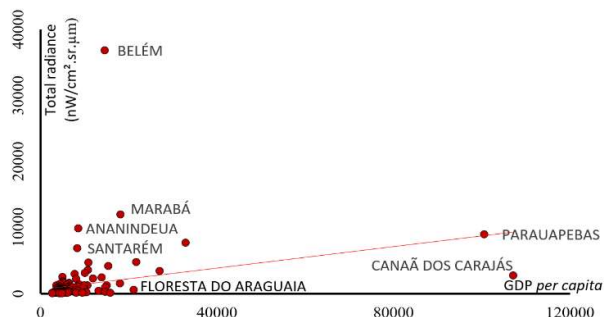 40000
30000
20000
10000
0
Total radiance
(nW/cm².sr.µm)
BELÉM
MARABÁ
ANANINDEUA
SANTARÉM
PARAUAPEBAS
CANAÃ DOS CARAJÁS
FLORESTA DO ARAGUAIA
GDP per capita
0
40000
80000
120000